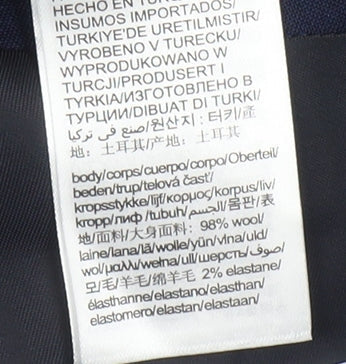 HECHO EN
INSUMOS IMPORTADOS/
TURKIYE'DE URETILMISTIR/
VYROBENO V TURECKU/
WYPRODUKOWANO W
TURCJI/PRODUSERT I
TYRKIA/ИЗГОТОВЛЕНО В
ТУРЦИИ/DIBUAT DI TURKI/
صنع في تركيا/원산지 : 터키/產
地：土耳其/产地：土耳其
body/corps/cuerpo/corpo/Oberteil/
beden/trup/telová časť/
kropsstykke/lijf/κορμος/korpus/liv/
kropp/лиф/tubuh/الجسم/몸판/表
地/面料/大身面料: 98% wool/
laine/lana/lã/wolle/yün/vlna/uld/
wol/μαλλι/wełna/ull/шерсть/صوف/
모/毛/羊毛/绵羊毛 2% elastane/
élasthanne/elastano/elasthan/
elastomero/elastan/elastaan/